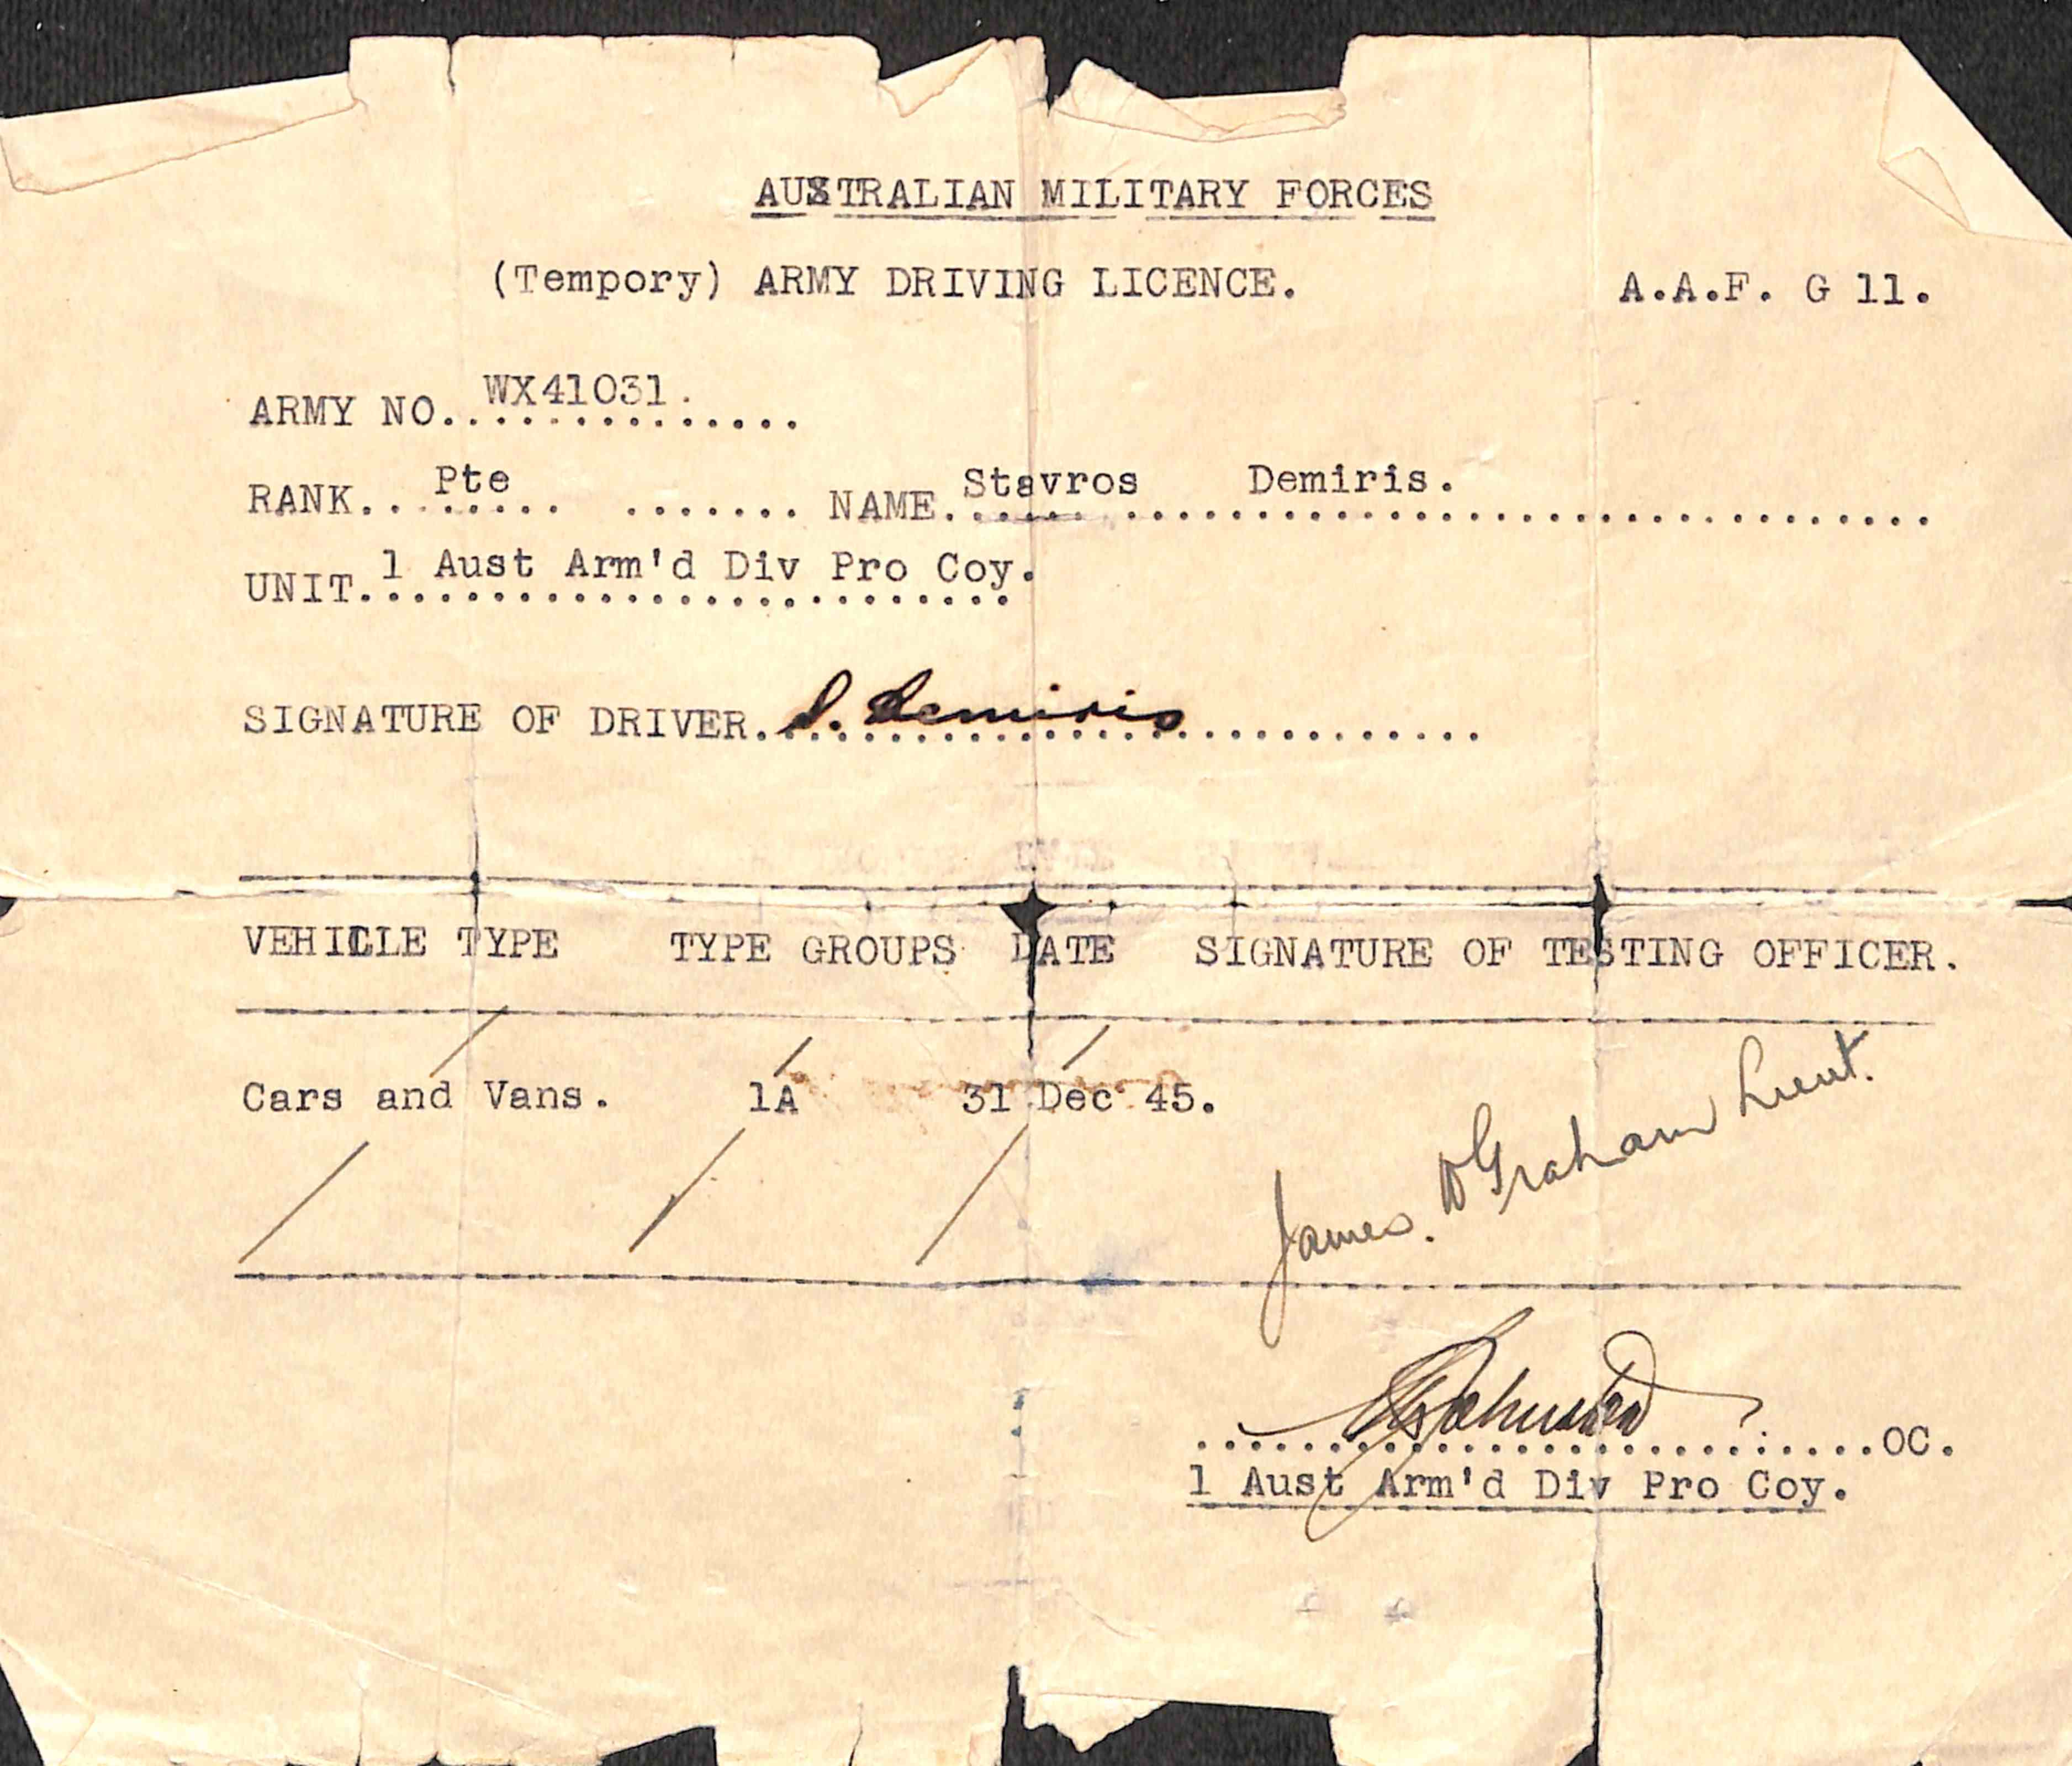 AUSTRALIAN MILITARY FORCES
(Tempory) ARMY DRIVING LICENCE. A.A.F. G 11.
ARMY NO. WX41031.
RANK. Pte NAME. Stavros Demiris.
UNIT. 1 Aust Arm'd Div Pro Coy.
SIGNATURE OF DRIVER. S. Demiris
VEHICLE TYPE TYPE GROUPS DATE SIGNATURE OF TESTING OFFICER.
Cars and Vans. 1A 31 Dec 45. James. D Graham Lieut.
OC.
1 Aust Arm'd Div Pro Coy.